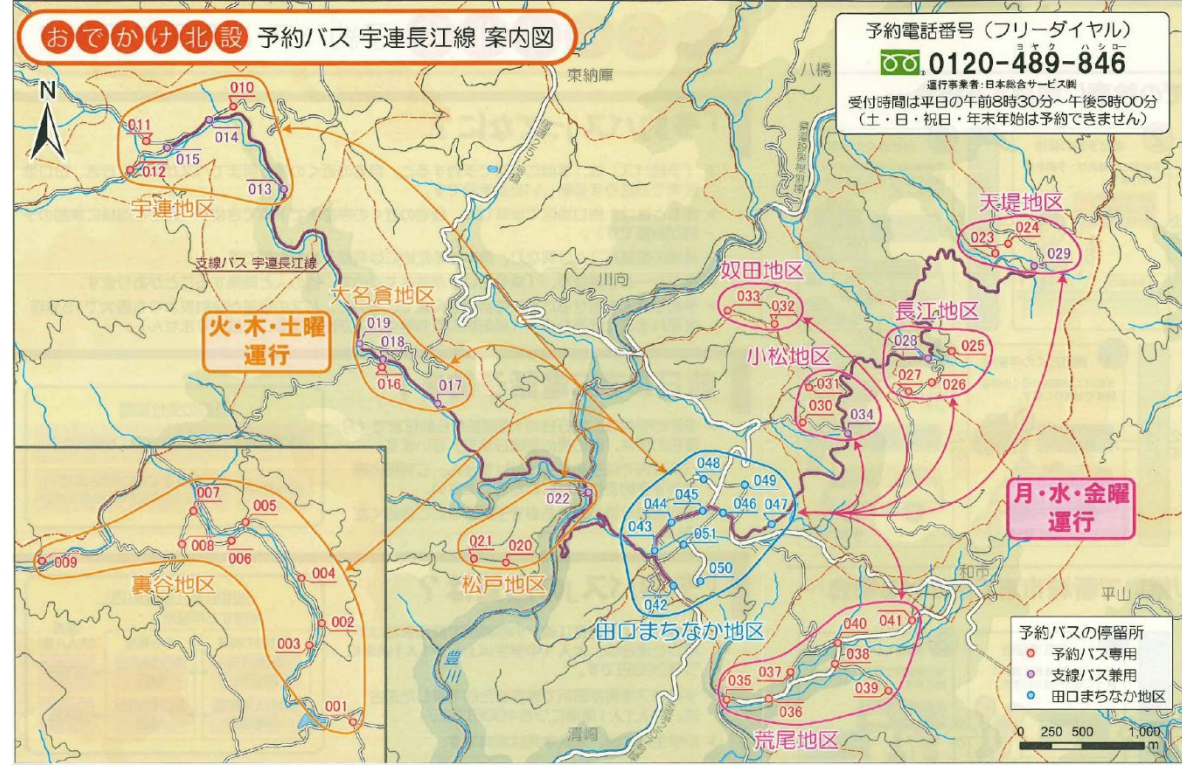 おでかけ北設 予約バス 宇連長江線 案内図
予約電話番号（フリーダイヤル）
ヨヤク ハシロー
0120-489-846
運行事業者：日本総合サービス㈱
受付時間は平日の午前8時30分〜午後5時00分
（土・日・祝日・年末年始は予約できません）
N
東納庫
八橋
010
011
014
015
012
013
宇連地区
支線バス 宇連長江線
大名倉地区
火・木・土曜
運行
019
018
016
017
川向
天堤地区
024
023
029
奴田地区
033
032
長江地区
028
025
027
026
小松地区
031
030
034
月・水・金曜
運行
022
021
020
松戸地区
048
049
045
044
046
047
043
051
050
042
田口まちなか地区
007
005
008
006
009
裏谷地区
004
002
003
001
和市
平山
豊川
清崎
040
041
037
038
035
036
039
荒尾地区
予約バスの停留所
予約バス専用
支線バス兼用
田口まちなか地区
0 250 500 1,000
m